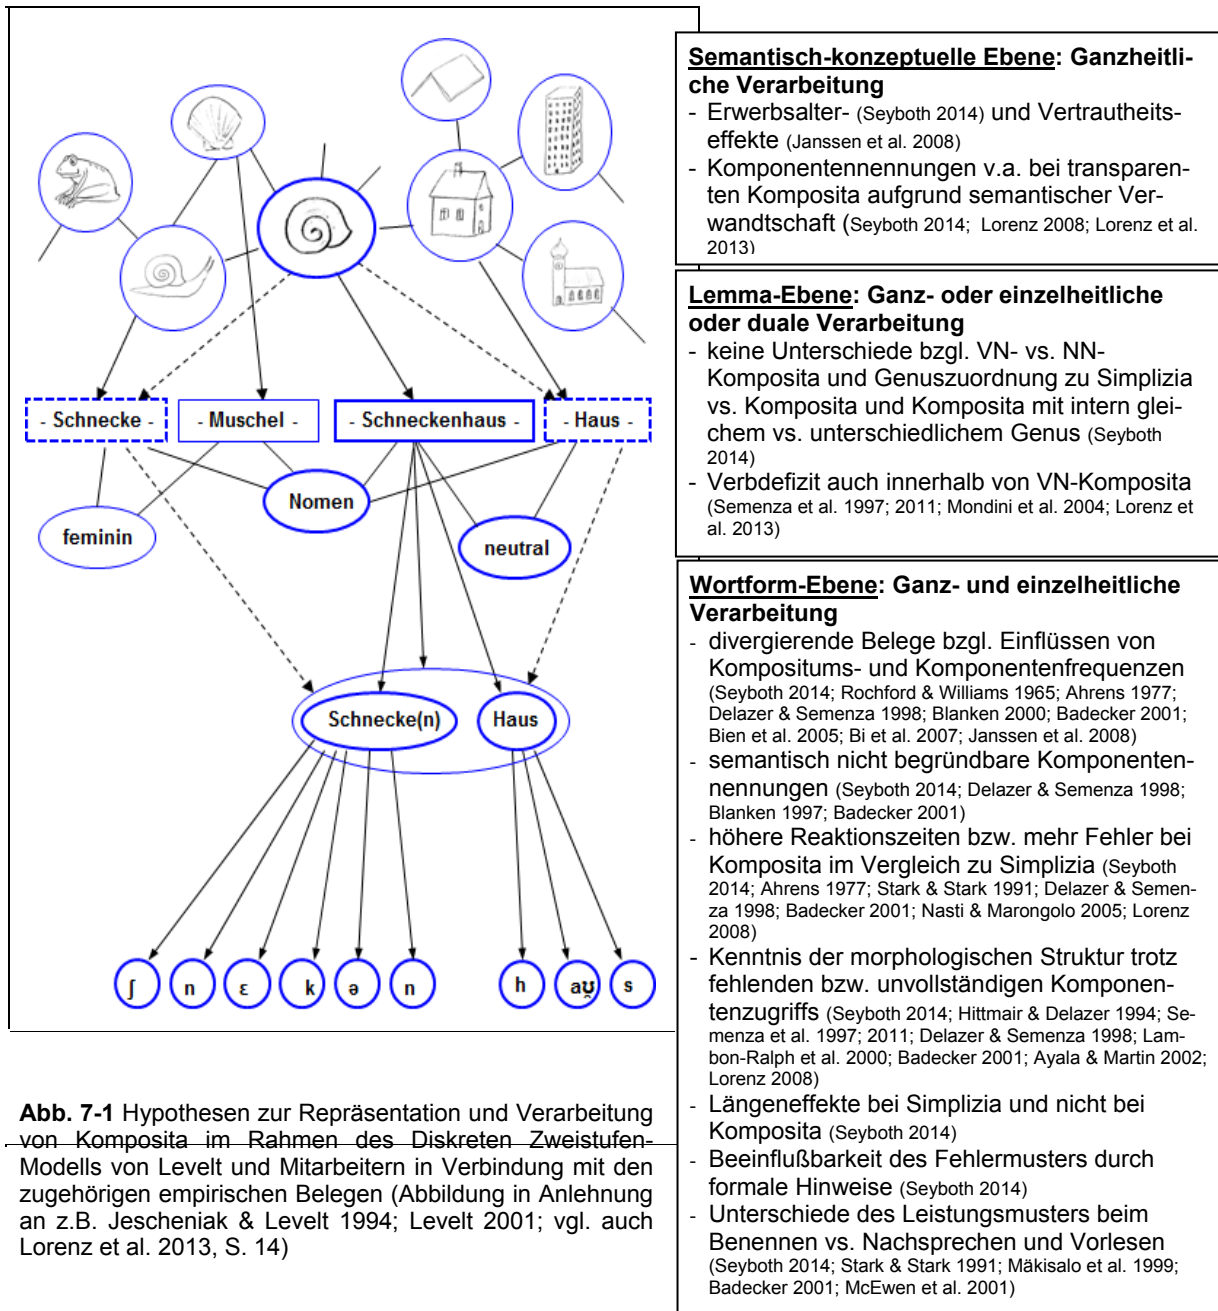 - Schnecke -
- Muschel -
- Schneckenhaus -
- Haus -
Nomen
feminin
neutral
Schnecke(n)
Haus
ʃ
n
ε
k
ə
n
h
aʊ̯
s
Abb. 7-1 Hypothesen zur Repräsentation und Verarbeitung
von Komposita im Rahmen des Diskreten Zweistufen-
Modells von Levelt und Mitarbeitern in Verbindung mit den
zugehörigen empirischen Belegen (Abbildung in Anlehnung
an z.B. Jescheniak & Levelt 1994; Levelt 2001; vgl. auch
Lorenz et al. 2013, S. 14)
Semantisch-konzeptuelle Ebene: Ganzheitli-
che Verarbeitung
- Erwerbsalter- (Seyboth 2014) und Vertrautheits-
effekte (Janssen et al. 2008)
- Komponentennennungen v.a. bei transparen-
ten Komposita aufgrund semantischer Ver-
wandtschaft (Seyboth 2014; Lorenz 2008; Lorenz et al.
2013)
Lemma-Ebene: Ganz- oder einzelheitliche
oder duale Verarbeitung
- keine Unterschiede bzgl. VN- vs. NN-
Komposita und Genuszuordnung zu Simplizia
vs. Komposita und Komposita mit intern glei-
chem vs. unterschiedlichem Genus (Seyboth
2014)
- Verbdefizit auch innerhalb von VN-Komposita
(Semenza et al. 1997; 2011; Mondini et al. 2004; Lorenz et
al. 2013)
Wortform-Ebene: Ganz- und einzelheitliche
Verarbeitung
- divergierende Belege bzgl. Einflüssen von
Kompositums- und Komponentenfrequenzen
(Seyboth 2014; Rochford & Williams 1965; Ahrens 1977;
Delazer & Semenza 1998; Blanken 2000; Badecker 2001;
Bien et al. 2005; Bi et al. 2007; Janssen et al. 2008)
- semantisch nicht begründbare Komponenten-
nennungen (Seyboth 2014; Delazer & Semenza 1998;
Blanken 1997; Badecker 2001)
- höhere Reaktionszeiten bzw. mehr Fehler bei
Komposita im Vergleich zu Simplizia (Seyboth
2014; Ahrens 1977; Stark & Stark 1991; Delazer & Semen-
za 1998; Badecker 2001; Nasti & Marongolo 2005; Lorenz
2008)
- Kenntnis der morphologischen Struktur trotz
fehlenden bzw. unvollständigen Komponen-
tenzugriffs (Seyboth 2014; Hittmair & Delazer 1994; Se-
menza et al. 1997; 2011; Delazer & Semenza 1998; Lam-
bon-Ralph et al. 2000; Badecker 2001; Ayala & Martin 2002;
Lorenz 2008)
- Längeneffekte bei Simplizia und nicht bei
Komposita (Seyboth 2014)
- Beeinflußbarkeit des Fehlermusters durch
formale Hinweise (Seyboth 2014)
- Unterschiede des Leistungsmusters beim
Benennen vs. Nachsprechen und Vorlesen
(Seyboth 2014; Stark & Stark 1991; Mäkisalo et al. 1999;
Badecker 2001; McEwen et al. 2001)